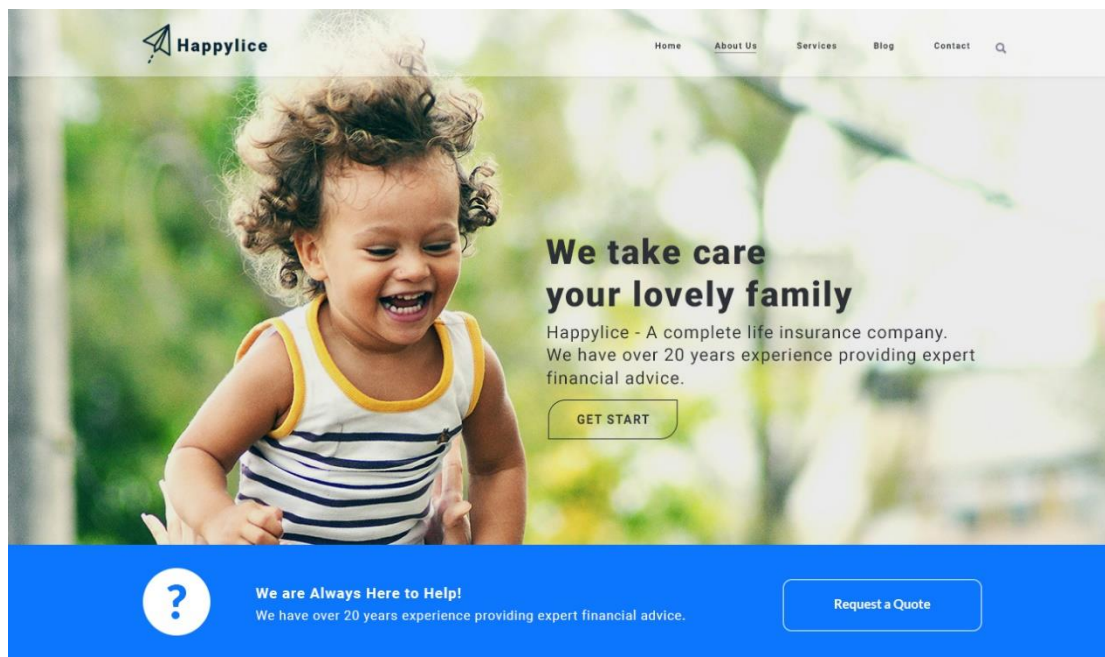 Happylice
Home About Us Services Blog Contact
We take care
your lovely family
Happylice - A complete life insurance company.
We have over 20 years experience providing expert
financial advice.
GET START
?
We are Always Here to Help!
We have over 20 years experience providing expert financial advice.
Request a Quote